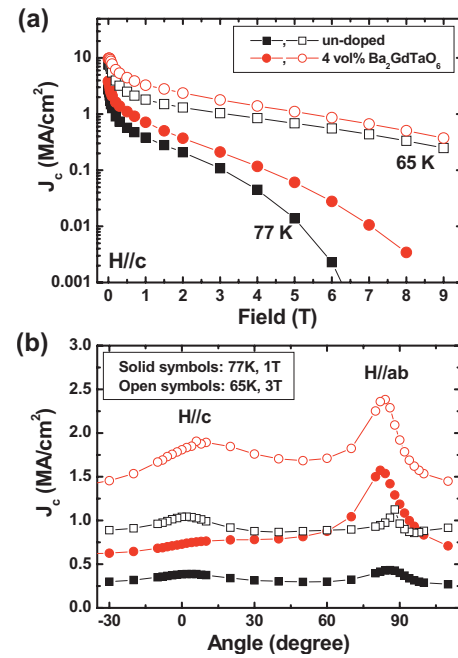 (a)
un-doped
4 vol% Ba₂GdTaO₆
10
1
0.1
0.01
0.001
J_c (MA/cm²)
65 K
77 K
H//c
0 1 2 3 4 5 6 7 8 9
Field (T)
(b)
3.0
2.5
2.0
1.5
1.0
0.5
0.0
J_c (MA/cm²)
Solid symbols: 77K, 1T
Open symbols: 65K, 3T
H//c
H//ab
-30 0 30 60 90
Angle (degree)